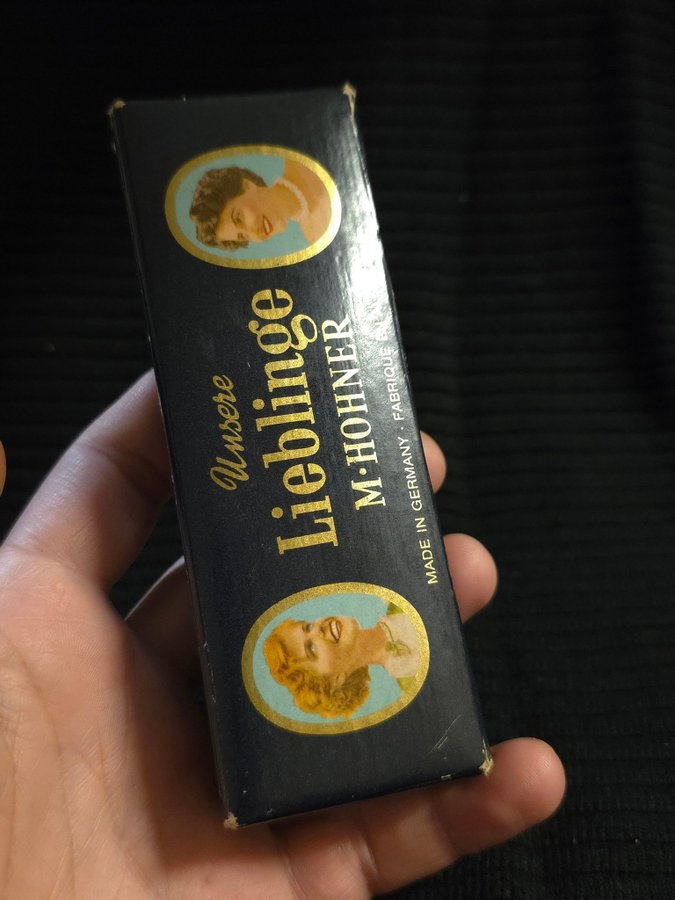 Unsere
Lieblinge
M·HOHNER
MADE IN GERMANY · FABRIQUE